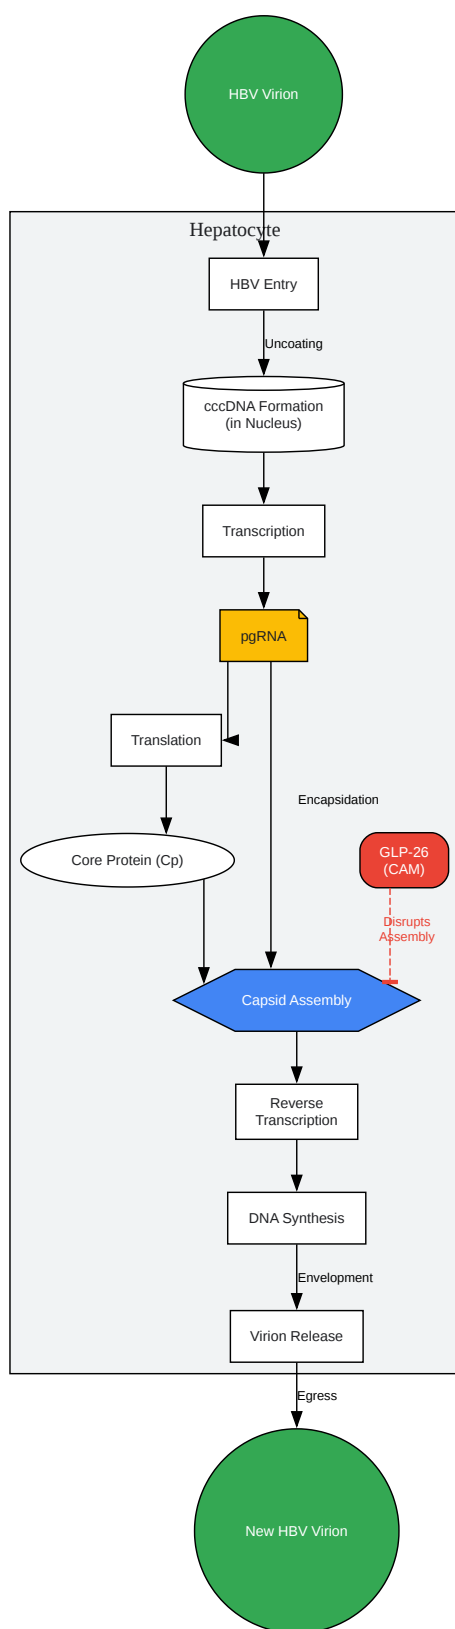 HBV Virion
Hepatocyte
HBV Entry
Uncoating
cccDNA Formation
(in Nucleus)
Transcription
pgRNA
Translation
Encapsidation
Core Protein (Cp)
GLP-26
(CAM)
Disrupts
Assembly
Capsid Assembly
Reverse
Transcription
DNA Synthesis
Envelopment
Virion Release
Egress
New HBV Virion